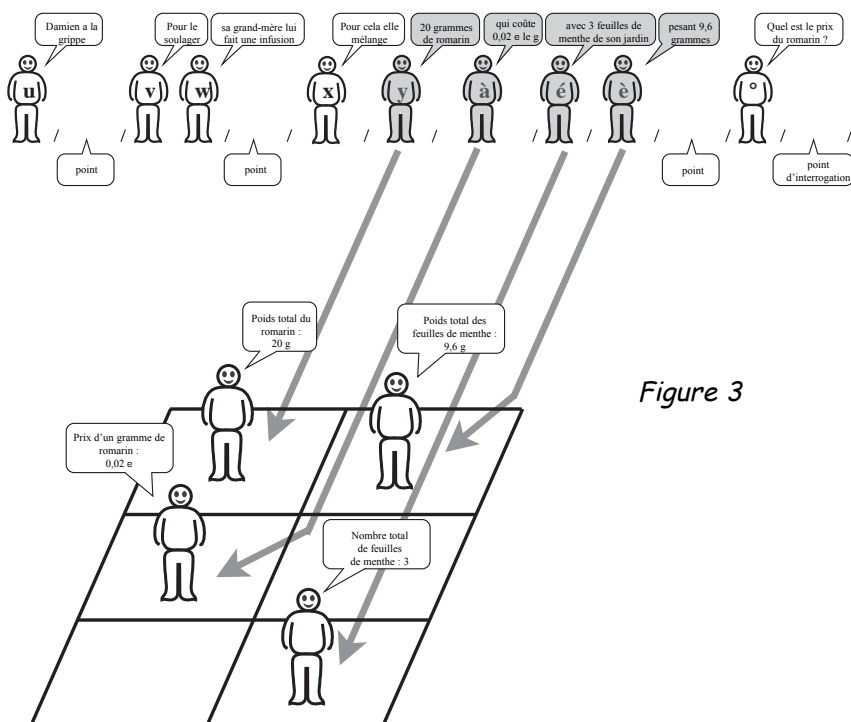 Damien a la
grippe
Pour le
soulager
sa grand-mère lui
fait une infusion
Pour cela elle
mélange
20 grammes
de romarin
qui coûte
0,02 e le g
avec 3 feuilles de
menthe de son jardin
pesant 9,6
grammes
Quel est le prix
du romarin ?
u
v
w
x
y
à
é
è
°
/
/
/
/
/
/
/
/
/
/
/
/
/
point
point
point
point
d'interrogation
Poids total du
romarin :
20 g
Poids total des
feuilles de menthe :
9,6 g
Figure 3
Prix d'un gramme de
romarin :
0,02 e
Nombre total
de feuilles
de menthe : 3